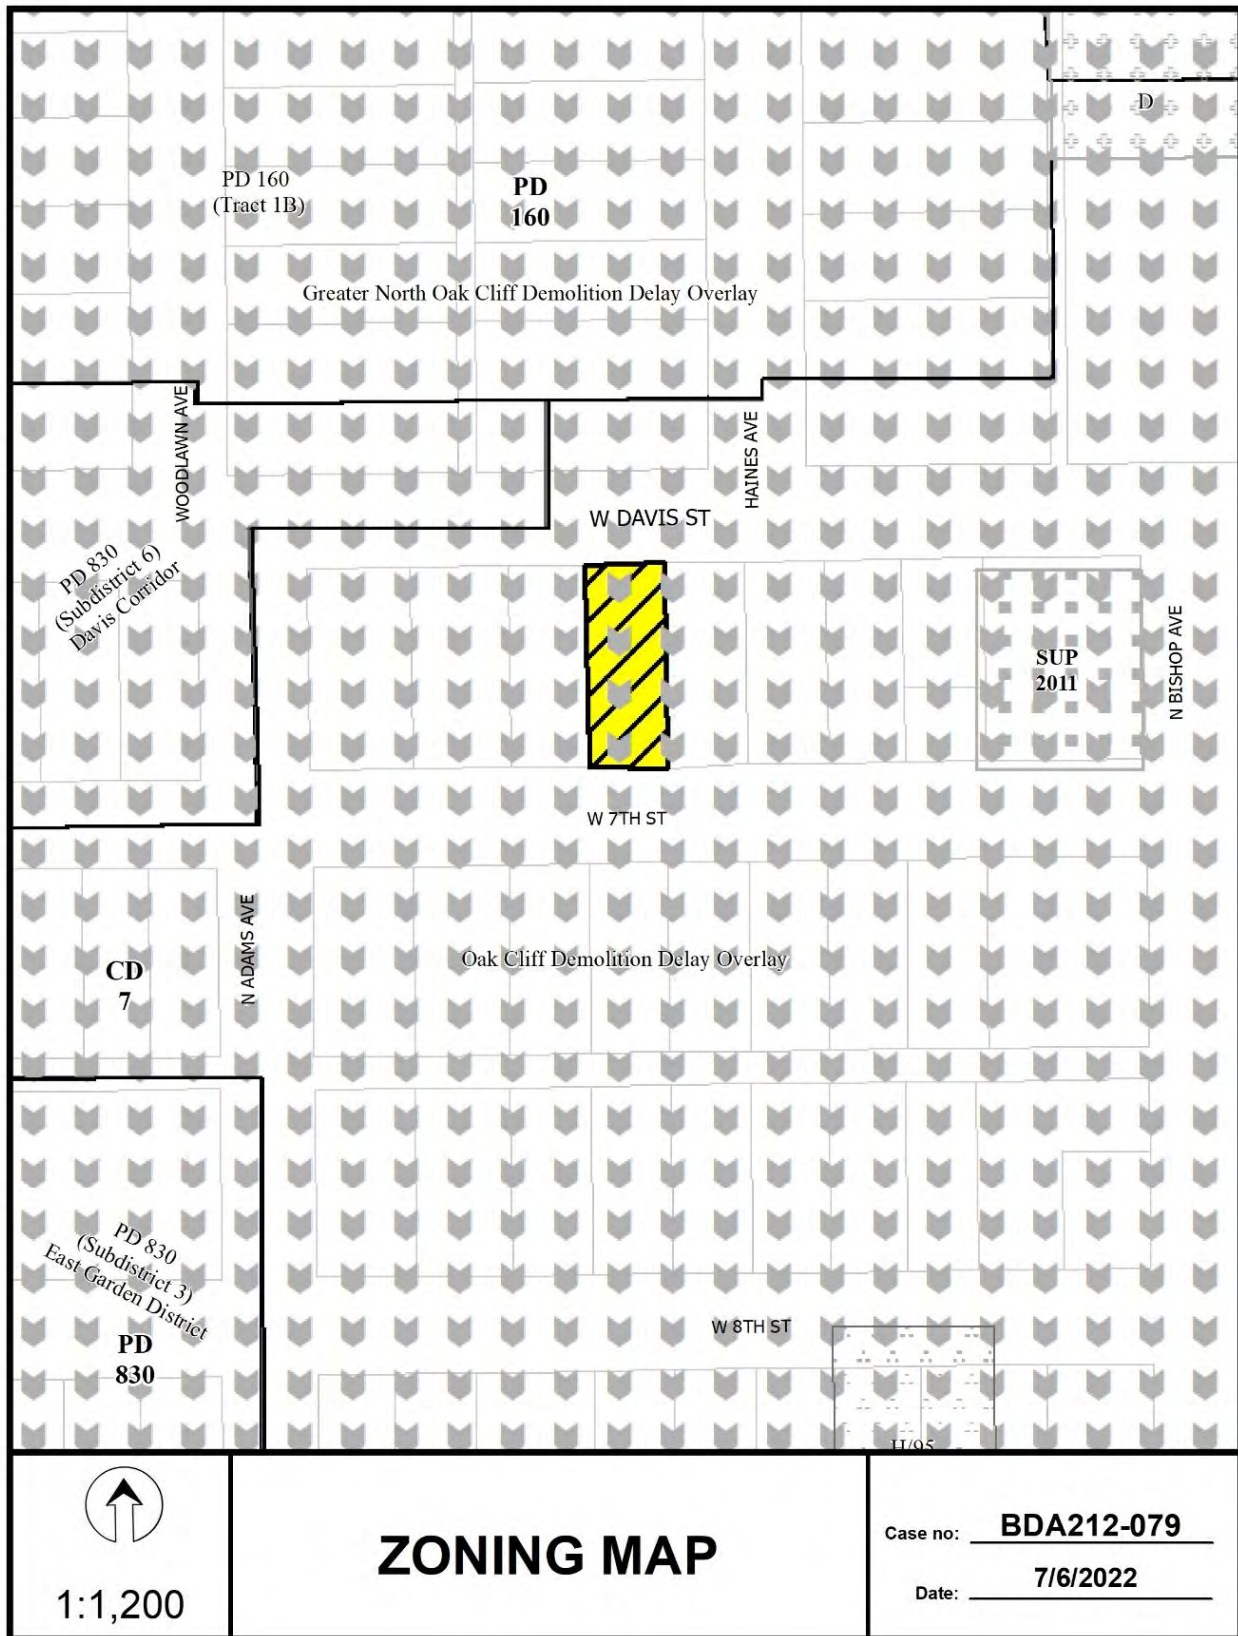 D
PD 160
(Tract 1B)
PD
160
Greater North Oak Cliff Demolition Delay Overlay
WOODLAWN AVE
HAINES AVE
W DAVIS ST
PD 830
(Subdistrict 6)
Davis Corridor
SUP
2011
N BISHOP AVE
W 7TH ST
N ADAMS AVE
Oak Cliff Demolition Delay Overlay
CD
7
PD 830
(Subdistrict 3)
East Garden District
W 8TH ST
PD
830
H/95
1:1,200
ZONING MAP
Case no: BDA212-079
Date: 7/6/2022